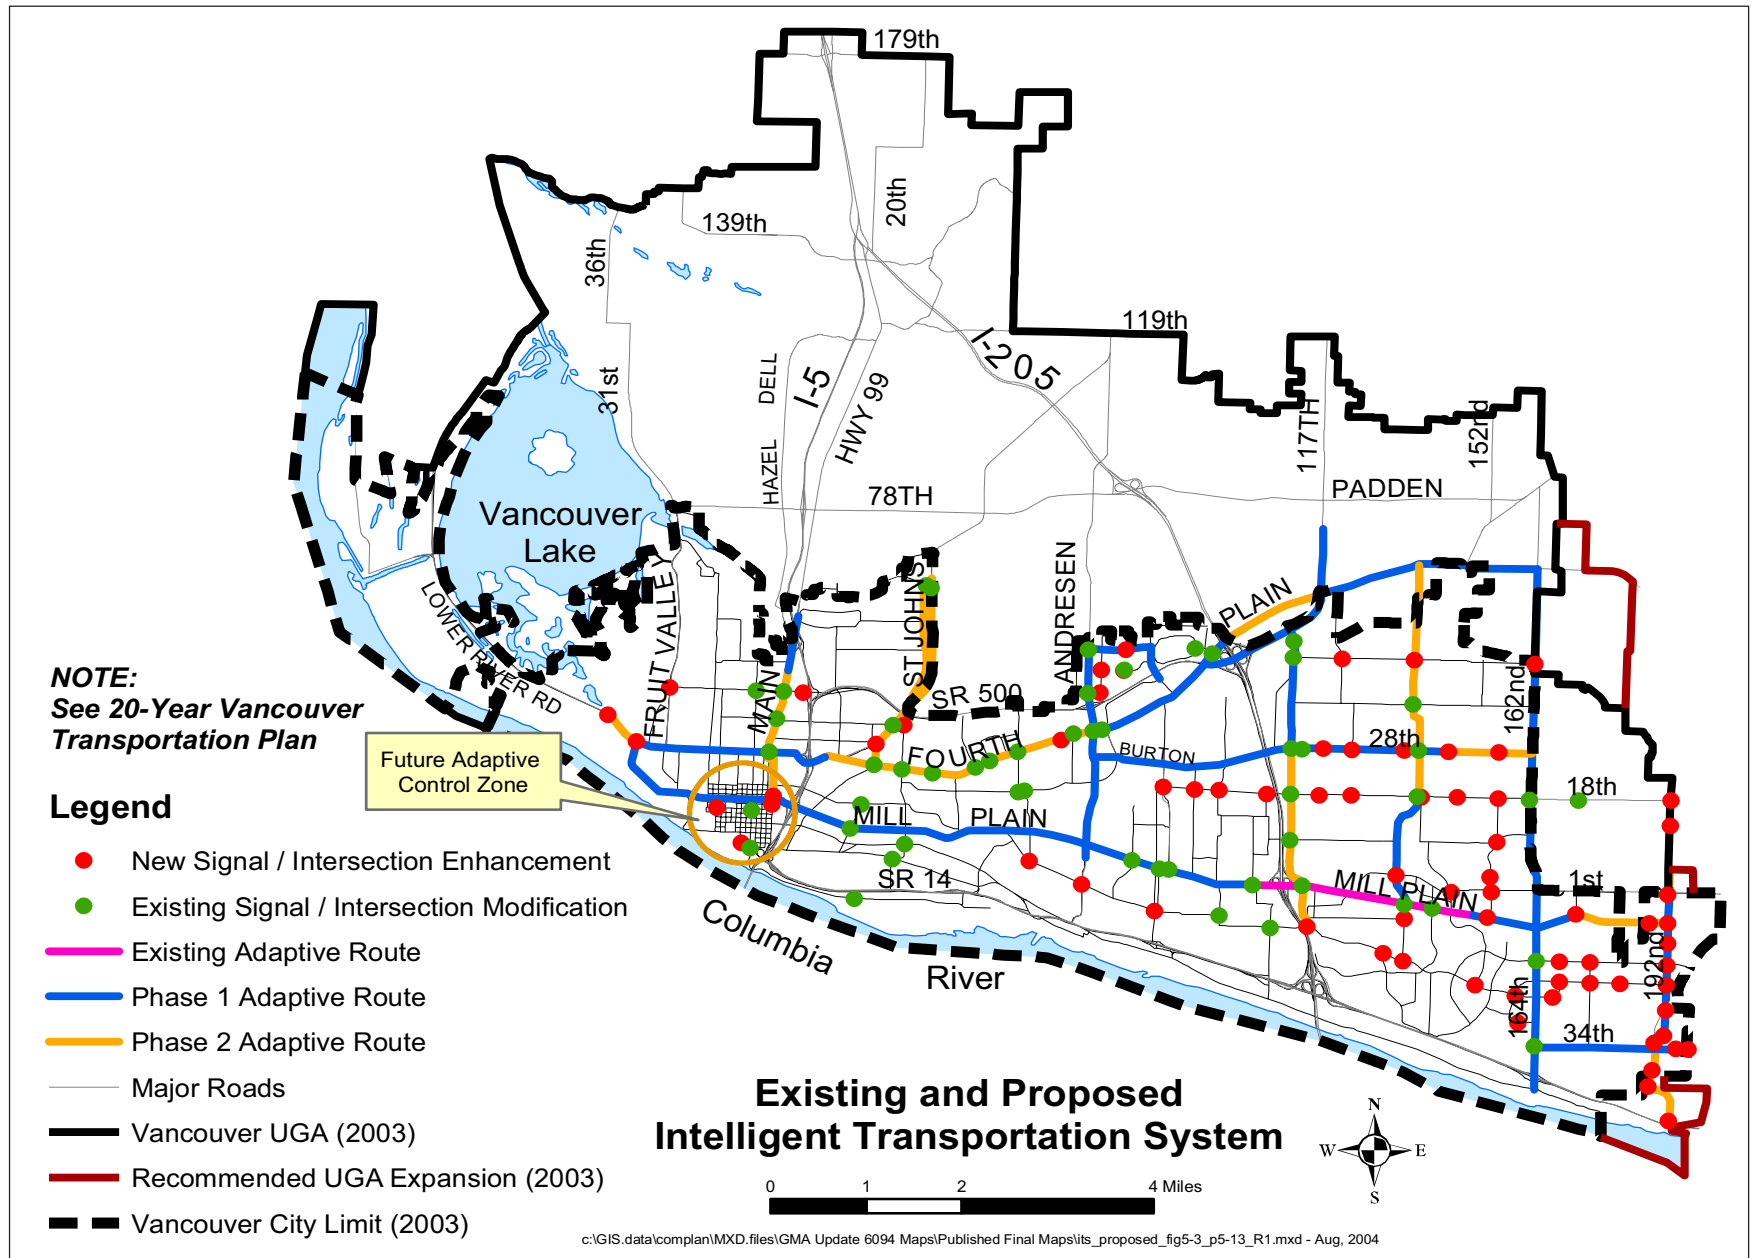 179th
20th
139th
36th
119th
I-205
31st
HAZEL DELL
I-5
HWY 99
117TH
152nd
78TH
PADDEN
Vancouver
Lake
LOWER RIVER RD
FRUIT VALLEY
MAIN
ST JOHNS
SR 500
ANDRESEN
PLAIN
FOURTH
BURTON
28th
162nd
18th
MILL PLAIN
SR 14
MILL PLAIN
1st
192nd
164th
34th
Columbia
River
NOTE:
See 20-Year Vancouver
Transportation Plan
Future Adaptive
Control Zone
Legend
New Signal / Intersection Enhancement
Existing Signal / Intersection Modification
Existing Adaptive Route
Phase 1 Adaptive Route
Phase 2 Adaptive Route
Major Roads
Vancouver UGA (2003)
Recommended UGA Expansion (2003)
Vancouver City Limit (2003)
Existing and Proposed
Intelligent Transportation System
N
W E
S
0 1 2 4 Miles
c:\GIS.data\complan\MXD.files\GMA Update 6094 Maps\Published Final Maps\its_proposed_fig5-3_p5-13_R1.mxd - Aug, 2004